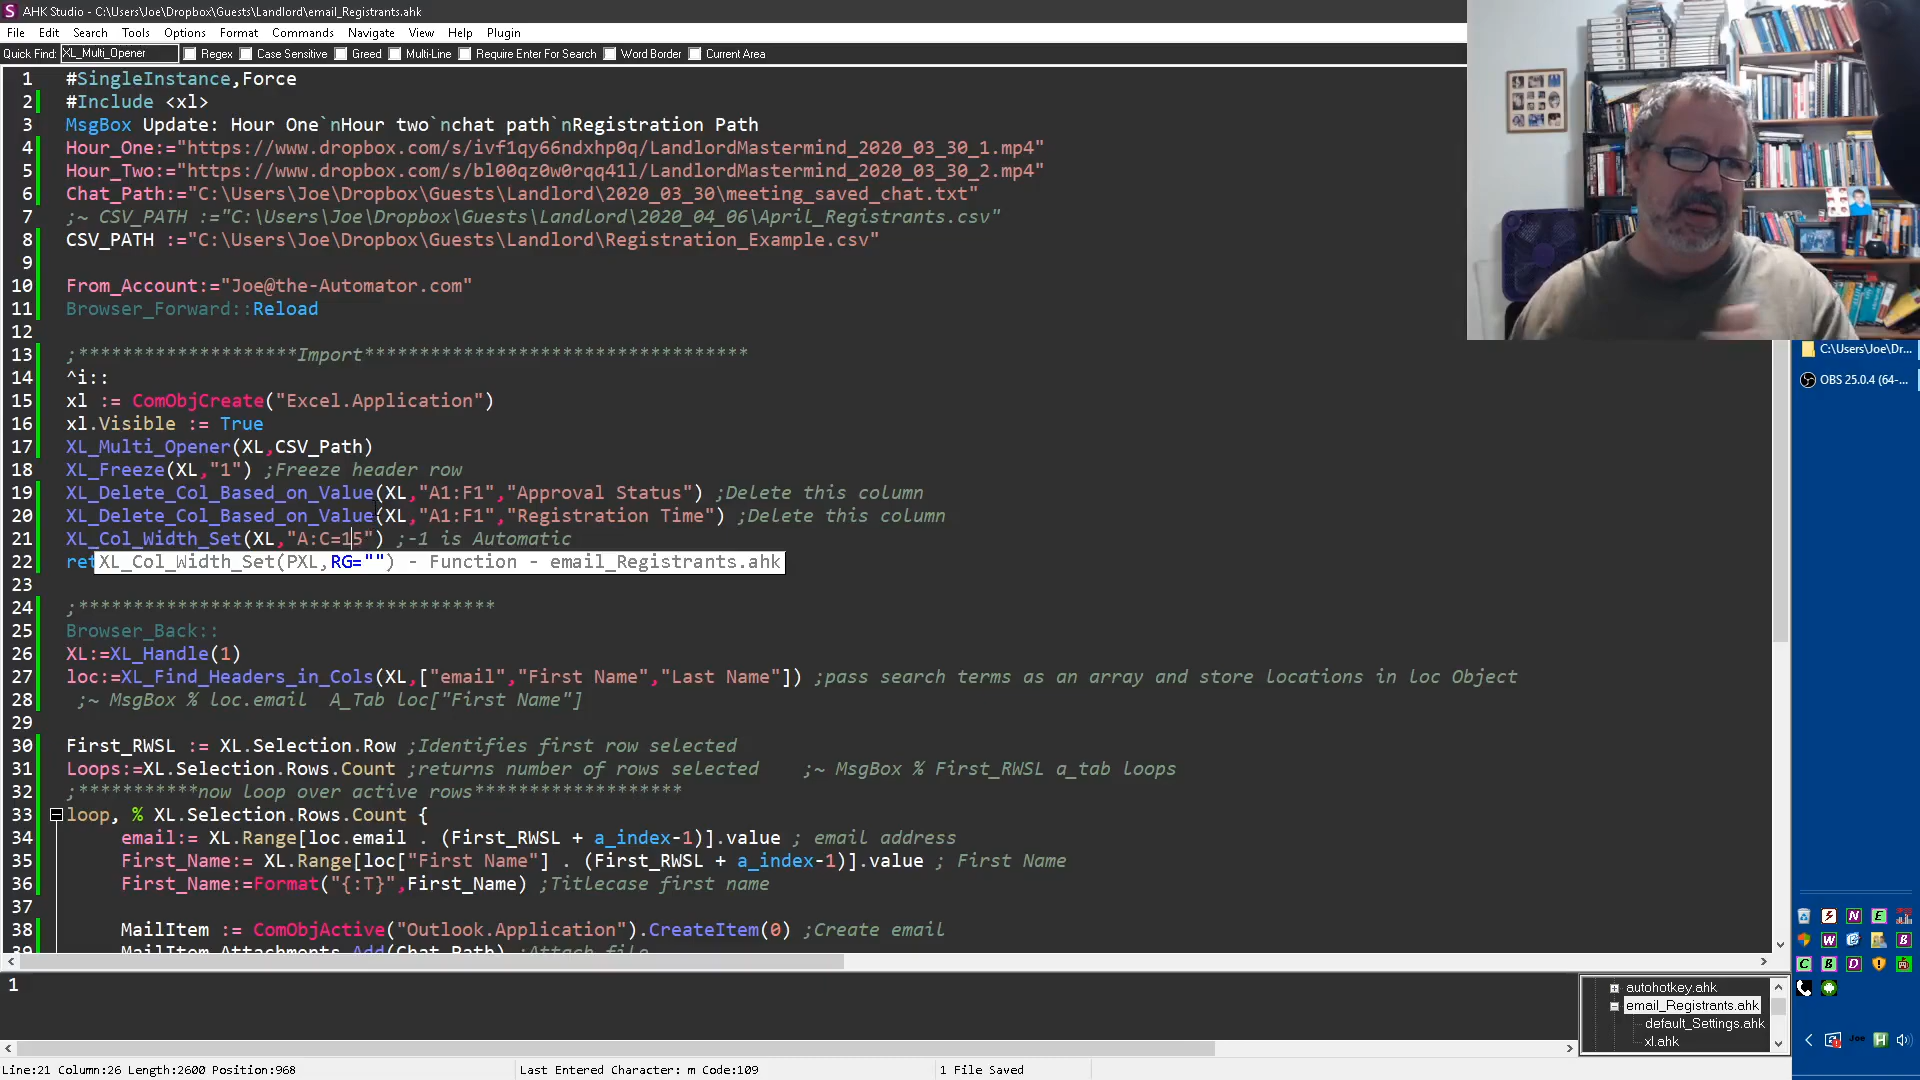 AHK Studio - C:\Users\Joe\Dropbox\Guests\Landlord\email_Registrants.ahk
File Edit Search Tools Options Format Commands Navigate View Help Plugin
Quick Find: XL_Multi_Opener Regex Case Sensitive Greed Multi-Line Require Enter For Search Word Border Current Area
1 #SingleInstance,Force
2 #Include <xl>
3 MsgBox Update: Hour One`nHour two`nchat path`nRegistration Path
4 Hour_One:="https://www.dropbox.com/s/ivf1qy66ndxhp0q/LandlordMastermind_2020_03_30_1.mp4"
5 Hour_Two:="https://www.dropbox.com/s/bl00qz0w0rqq41l/LandlordMastermind_2020_03_30_2.mp4"
6 Chat_Path:="C:\Users\Joe\Dropbox\Guests\Landlord\2020_03_30\meeting_saved_chat.txt"
7 ;~ CSV_PATH :="C:\Users\Joe\Dropbox\Guests\Landlord\2020_04_06\April_Registrants.csv"
8 CSV_PATH :="C:\Users\Joe\Dropbox\Guests\Landlord\Registration_Example.csv"
9
10 From_Account:="Joe@the-Automator.com"
11 Browser_Forward::Reload
12
13 ;********************Import***********************************
14 ^i::
15 xl := ComObjCreate("Excel.Application")
16 xl.Visible := True
17 XL_Multi_Opener(XL,CSV_Path)
18 XL_Freeze(XL,"1") ;Freeze header row
19 XL_Delete_Col_Based_on_Value(XL,"A1:F1","Approval Status") ;Delete this column
20 XL_Delete_Col_Based_on_Value(XL,"A1:F1","Registration Time") ;Delete this column
21 XL_Col_Width_Set(XL,"A:C=15") ;-1 is Automatic
22 ret XL_Col_Width_Set(PXL,RG="") - Function - email_Registrants.ahk
23
24 ;**************************************
25 Browser_Back::
26 XL:=XL_Handle(1)
27 loc:=XL_Find_Headers_in_Cols(XL,["email","First Name","Last Name"]) ;pass search terms as an array and store locations in loc Object
28 ;~ MsgBox % loc.email A_Tab loc["First Name"]
29
30 First_RWSL := XL.Selection.Row ;Identifies first row selected
31 Loops:=XL.Selection.Rows.Count ;returns number of rows selected ;~ MsgBox % First_RWSL a_tab loops
32 ;***********now loop over active rows*******************
33 loop, % XL.Selection.Rows.Count {
34 email:= XL.Range[loc.email . (First_RWSL + a_index-1)].value ; email address
35 First_Name:= XL.Range[loc["First Name"] . (First_RWSL + a_index-1)].value ; First Name
36 First_Name:=Format("{:T}",First_Name) ;Titlecase first name
37
38 MailItem := ComObjActive("Outlook.Application").CreateItem(0) ;Create email
39 MailItem.Attachments.Add(Chat_Path) ;Attach file
1
C:\Users\Joe\Dr...
OBS 25.0.4 (64-...
autohotkey.ahk
email_Registrants.ahk
default_Settings.ahk
xl.ahk
Joe
Line:21 Column:26 Length:2600 Position:968 Last Entered Character: m Code:109 1 File Saved